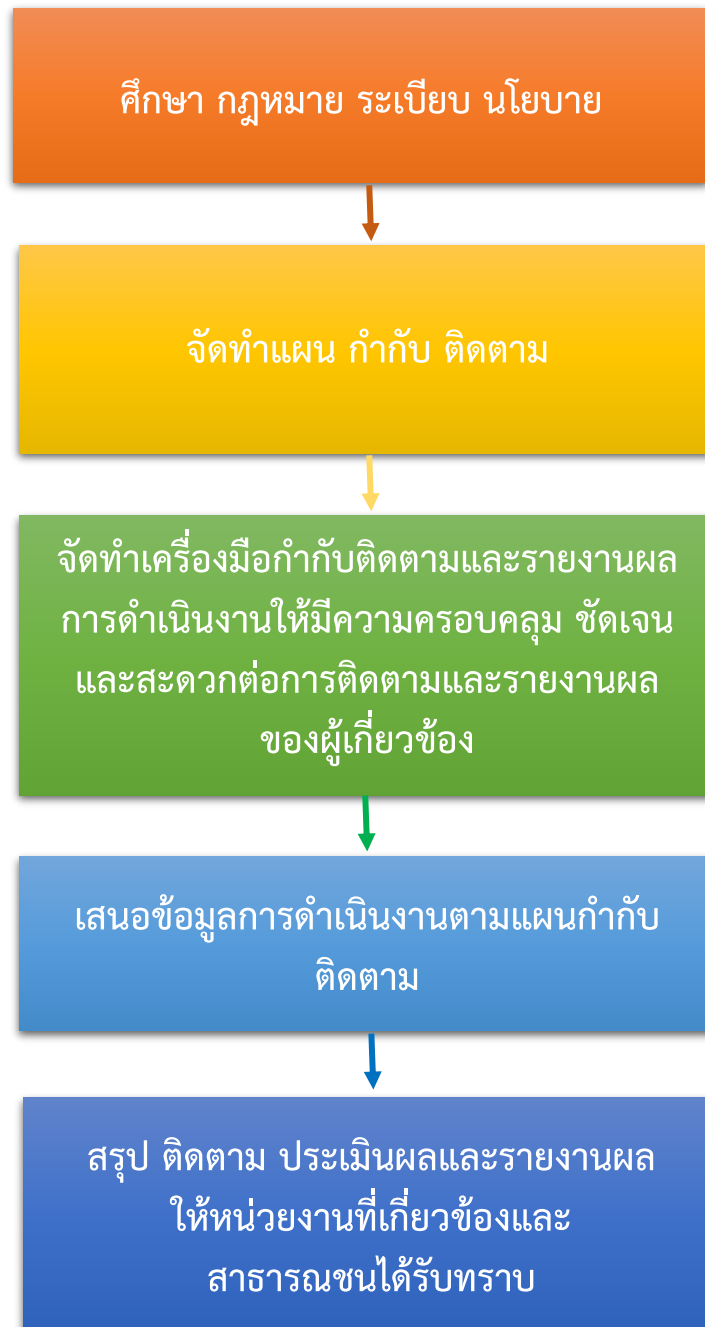 ศึกษา กฎหมาย ระเบียบ นโยบาย
จัดทำแผน กำกับ ติดตาม
จัดทำเครื่องมือกำกับติดตามและรายงานผล
การดำเนินงานให้มีความครอบคลุม ชัดเจน
และสะดวกต่อการติดตามและรายงานผล
ของผู้เกี่ยวข้อง
เสนอข้อมูลการดำเนินงานตามแผนกำกับ
ติดตาม
สรุป ติดตาม ประเมินผลและรายงานผล
ให้หน่วยงานที่เกี่ยวข้องและ
สาธารณชนได้รับทราบ